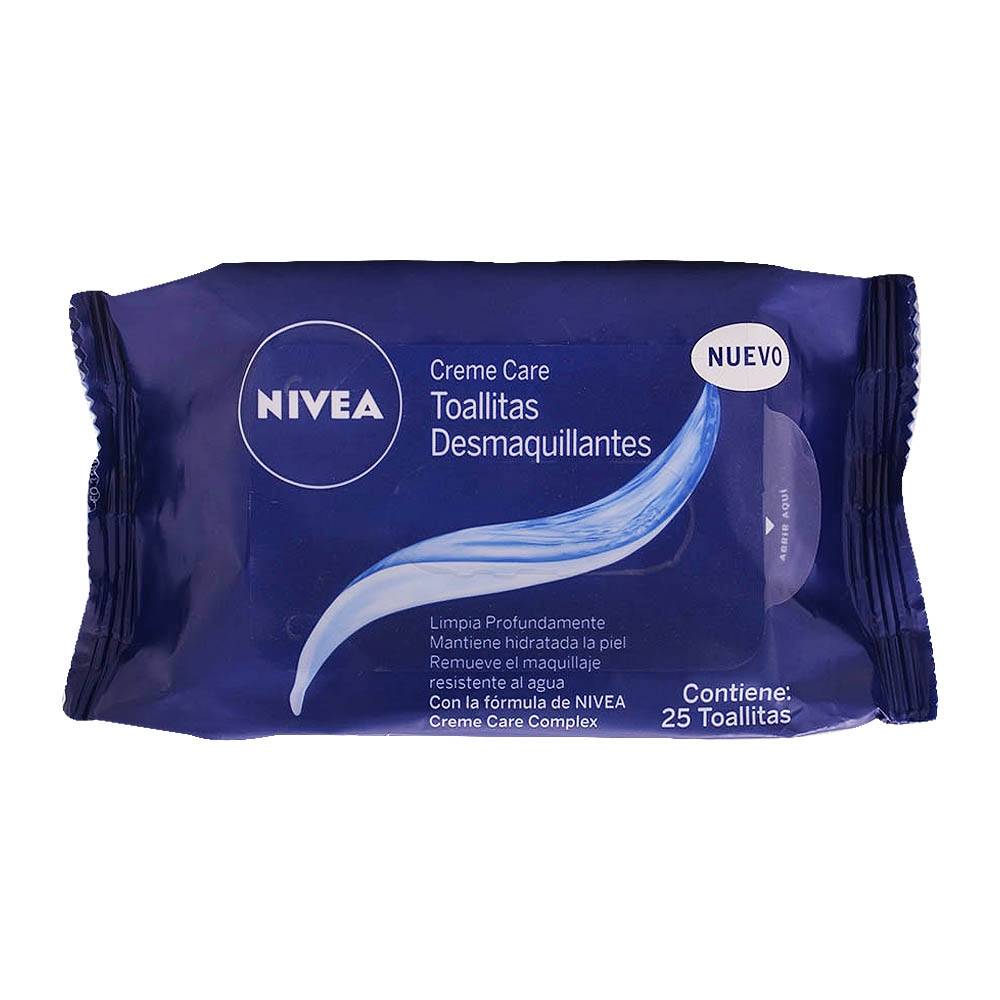 NIVEA
NUEVO
Creme Care
Toallitas
Desmaquillantes
ABRIR AQUÍ
Limpia Profundamente
Mantiene hidratada la piel
Remueve el maquillaje
resistente al agua
Con la fórmula de NIVEA
Creme Care Complex
Contiene:
25 Toallitas